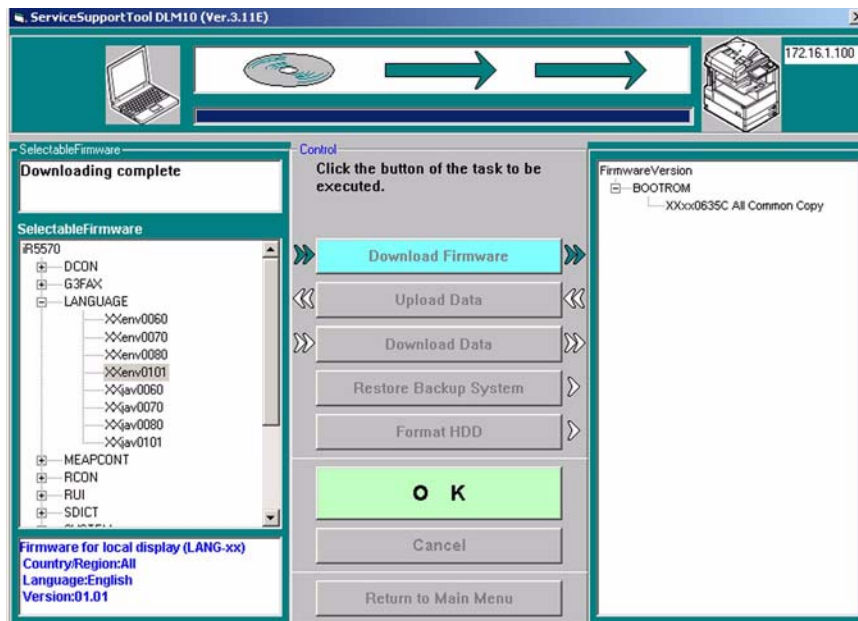 ServiceSupportTool DLM10 (Ver.3.11E)
172.16.1.100
SelectableFirmware
Downloading complete
SelectableFirmware
iR5570
DCON
G3FAX
LANGUAGE
XXenv0060
XXenv0070
XXenv0080
XXenv0101
XXjav0060
XXjav0070
XXjav0080
XXjav0101
MEAPCONT
RCON
RUI
SDICT
Firmware for local display (LANG-xx)
Country/Region:All
Language:English
Version:01.01
Control
Click the button of the task to be
executed.
Download Firmware
Upload Data
Download Data
Restore Backup System
Format HDD
O K
Cancel
Return to Main Menu
FirmwareVersion
BOOTROM
XXxx0635C All Common Copy